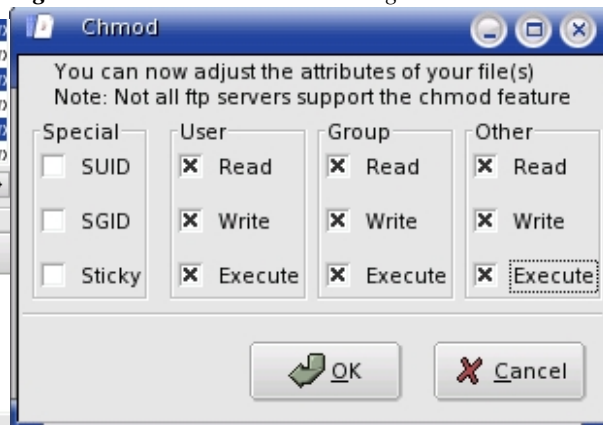 Chmod
You can now adjust the attributes of your file(s)
Note: Not all ftp servers support the chmod feature
Special User Group Other
SUID Read Read Read
SGID Write Write Write
Sticky Execute Execute Execute
OK Cancel